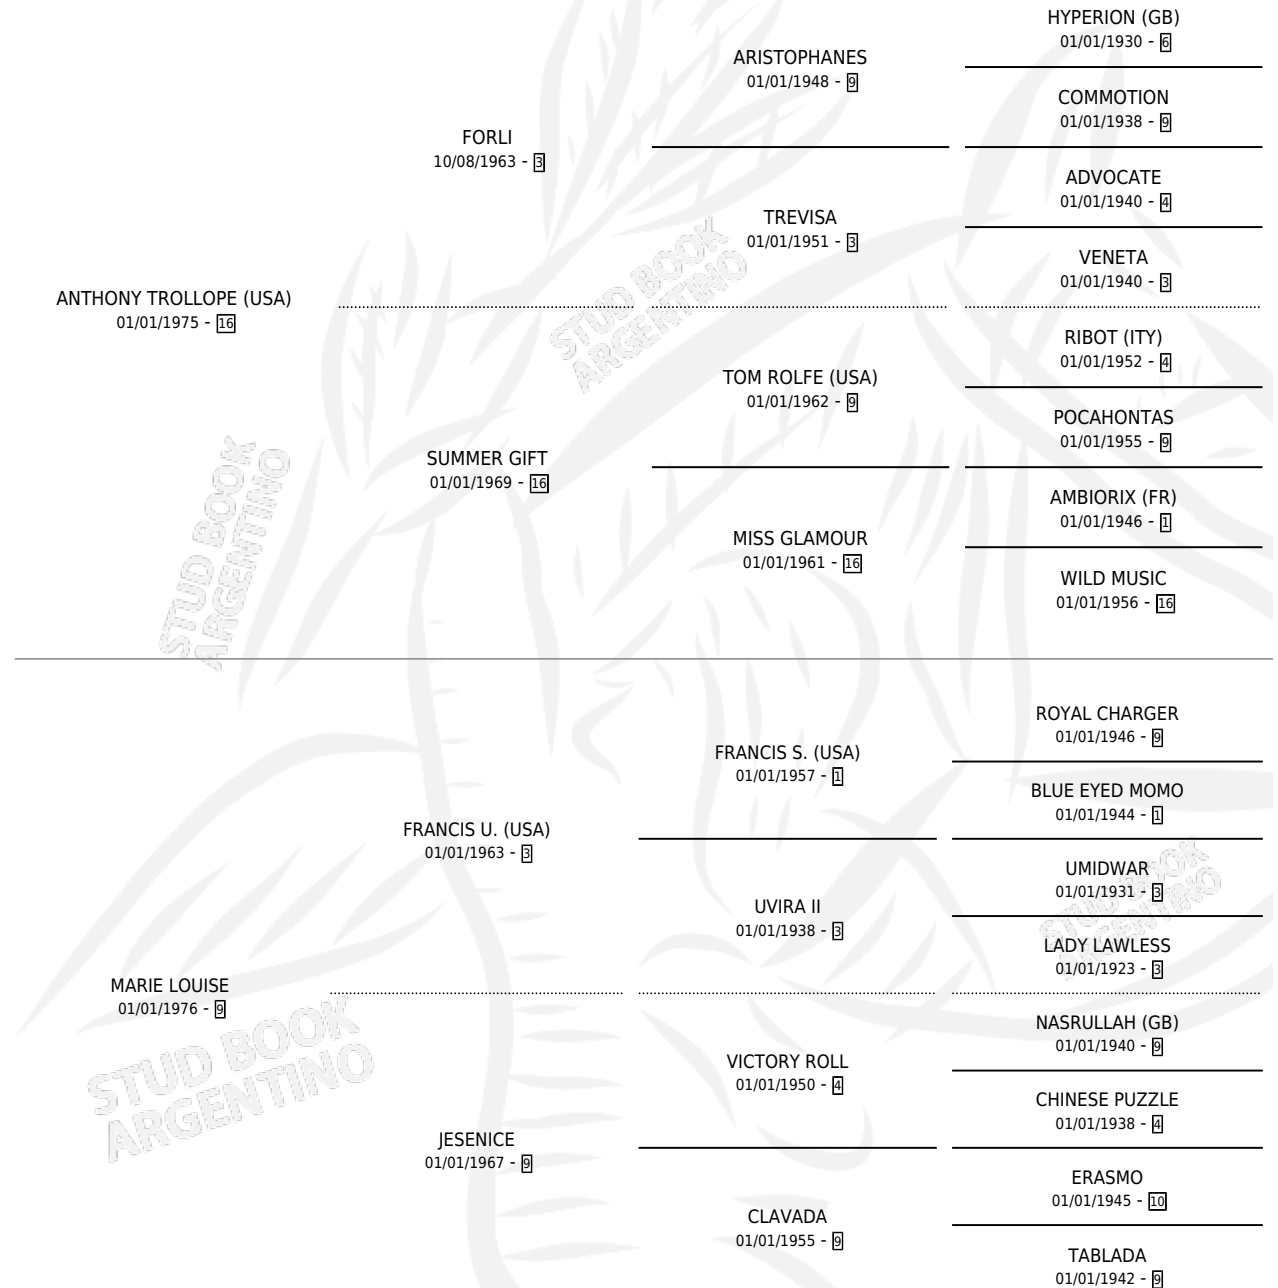 HYPERION (GB)
01/01/1930 - 6
ARISTOPHANES
01/01/1948 - 9
COMMOTION
01/01/1938 - 9
FORLI
10/08/1963 - 3
ADVOCATE
01/01/1940 - 4
TREVISA
01/01/1951 - 3
VENETA
01/01/1940 - 3
ANTHONY TROLLOPE (USA)
01/01/1975 - 16
RIBOT (ITY)
01/01/1952 - 4
TOM ROLFE (USA)
01/01/1962 - 9
POCAHONTAS
01/01/1955 - 9
SUMMER GIFT
01/01/1969 - 16
AMBIORIX (FR)
01/01/1946 - 1
MISS GLAMOUR
01/01/1961 - 16
WILD MUSIC
01/01/1956 - 16
ROYAL CHARGER
01/01/1946 - 9
FRANCIS S. (USA)
01/01/1957 - 1
BLUE EYED MOMO
01/01/1944 - 1
FRANCIS U. (USA)
01/01/1963 - 3
UMIDWAR
01/01/1931 - 3
UVIRA II
01/01/1938 - 3
LADY LAWLESS
01/01/1923 - 3
MARIE LOUISE
01/01/1976 - 9
NASRULLAH (GB)
01/01/1940 - 9
VICTORY ROLL
01/01/1950 - 4
CHINESE PUZZLE
01/01/1938 - 4
JESENICE
01/01/1967 - 9
ERASMO
01/01/1945 - 10
CLAVADA
01/01/1955 - 9
TABLADA
01/01/1942 - 9
STUD BOOK
ARGENTINO
STUD BOOK
ARGENTINO
STUD BOOK
ARGENTINO
STUD BOOK
ARGENTINO